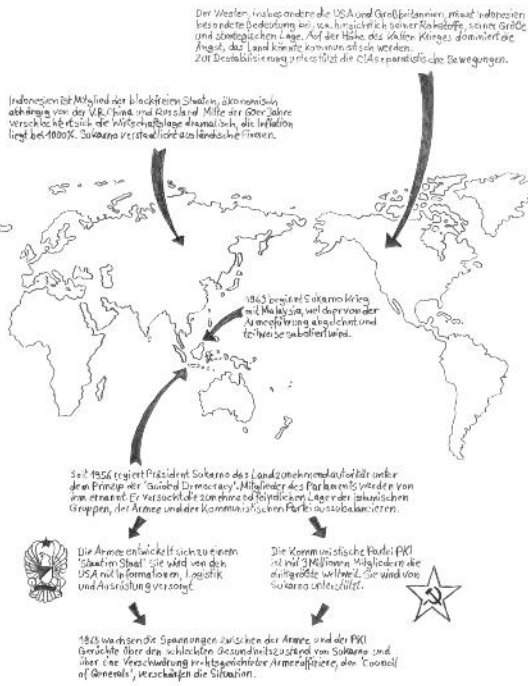 Der Westen, insbesondere die USA und Großbritannien, misst Indonesien
besondere Bedeutung bei, hinsichtlich seiner Rohstoffe, seiner Größe
und strategischen Lage. Auf der Höhe des Kalten Krieges dominiert die
Angst, das Land könnte kommunistisch werden.
Zur Destabilisierung unterstützt die CIA separatistische Bewegungen.
Indonesien ist Mitglied der blockfreien Staaten, ökonomisch
abhängig von der V.R. China und Russland. Mitte der 60er Jahre
verschlechtert sich die Wirtschaftslage dramatisch, die Inflation
liegt bei 1000%. Sukarno verstaatlicht ausländische Firmen.
1963 beginnt Sukarno Krieg
mit Malaysia, welcher von der
Armeeführung abgelehnt und
teilweise sabotiert wird.
Seit 1956 regiert Präsident Sukarno das Land zunehmend autoritär unter
dem Prinzip der 'Guided Democracy'. Mitglieder des Parlaments werden von
ihm ernannt. Er versucht die zunehmend feindlichen Lager der islamischen
Gruppen, der Armee und der Kommunistischen Partei auszubalancieren.
Die Armee entwickelt sich zu einem
'Staat im Staat'. Sie wird von den
USA mit Informationen, Logistik
und Ausrüstung versorgt.
Die Kommunistische Partei PKI
ist mit 3 Millionen Mitgliedern die
drittgrößte weltweit. Sie wird von
Sukarno unterstützt.
1965 wachsen die Spannungen zwischen der Armee und der PKI
Gerüchte über den schlechten Gesundheitszustand von Sukarno und
über eine Verschwörung rechtsgerichteter Armeeoffiziere, den 'Council
of Generals', verschärfen die Situation.